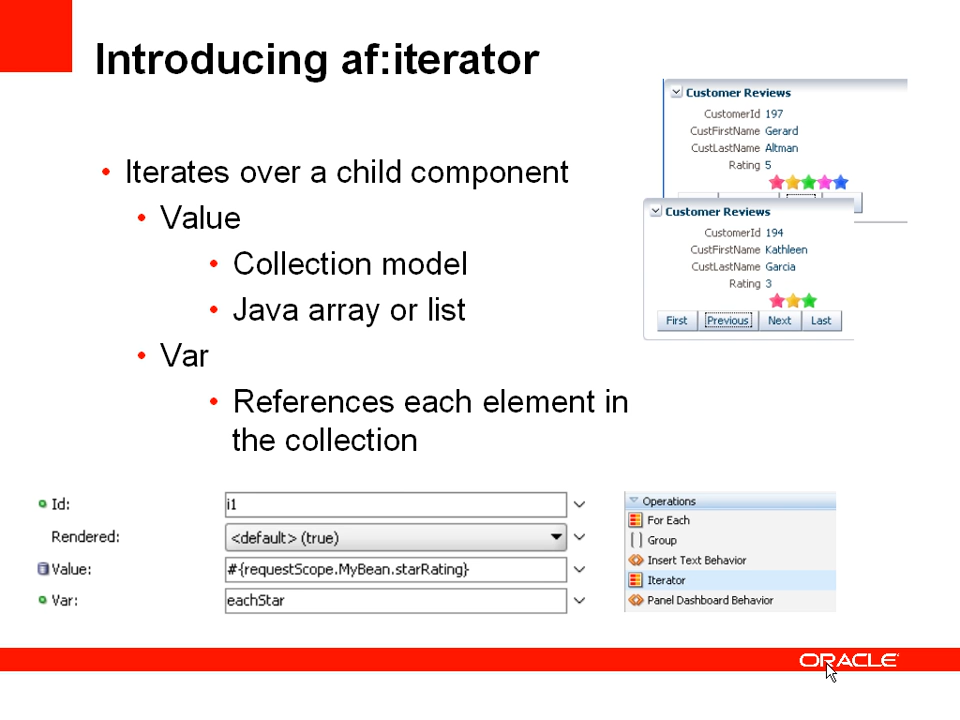 Introducing af:iterator
Customer Reviews
CustomerId 197
CustFirstName Gerard
CustLastName Altman
Rating 5
Customer Reviews
CustomerId 194
CustFirstName Kathleen
CustLastName Garcia
Rating 3
First Previous Next Last
• Iterates over a child component
• Value
• Collection model
• Java array or list
• Var
• References each element in
the collection
Id: i1
Rendered: <default> (true)
Value: #{requestScope.MyBean.starRating}
Var: eachStar
Operations
For Each
Group
Insert Text Behavior
Iterator
Panel Dashboard Behavior
ORACLE